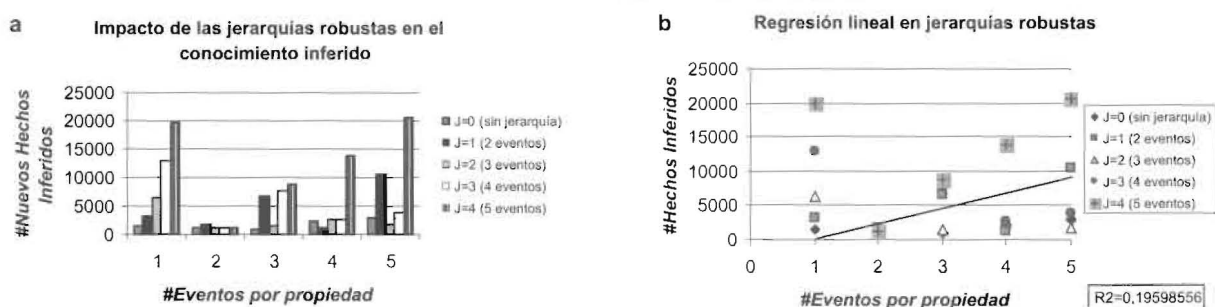 a
Impacto de las jerarquías robustas en el
conocimiento inferido
#Nuevos Hechos
Inferidos
25000
20000
15000
10000
5000
0
1
2
3
4
5
#Eventos por propiedad
J=0 (sin jerarquía)
J=1 (2 eventos)
J=2 (3 eventos)
J=3 (4 eventos)
J=4 (5 eventos)
b
Regresión lineal en jerarquías robustas
#Hechos Inferidos
25000
20000
15000
10000
5000
0
0
1
2
3
4
5
#Eventos por propiedad
J=0 (sin jerarquía)
J=1 (2 eventos)
J=2 (3 eventos)
J=3 (4 eventos)
J=4 (5 eventos)
R2=0,19598556